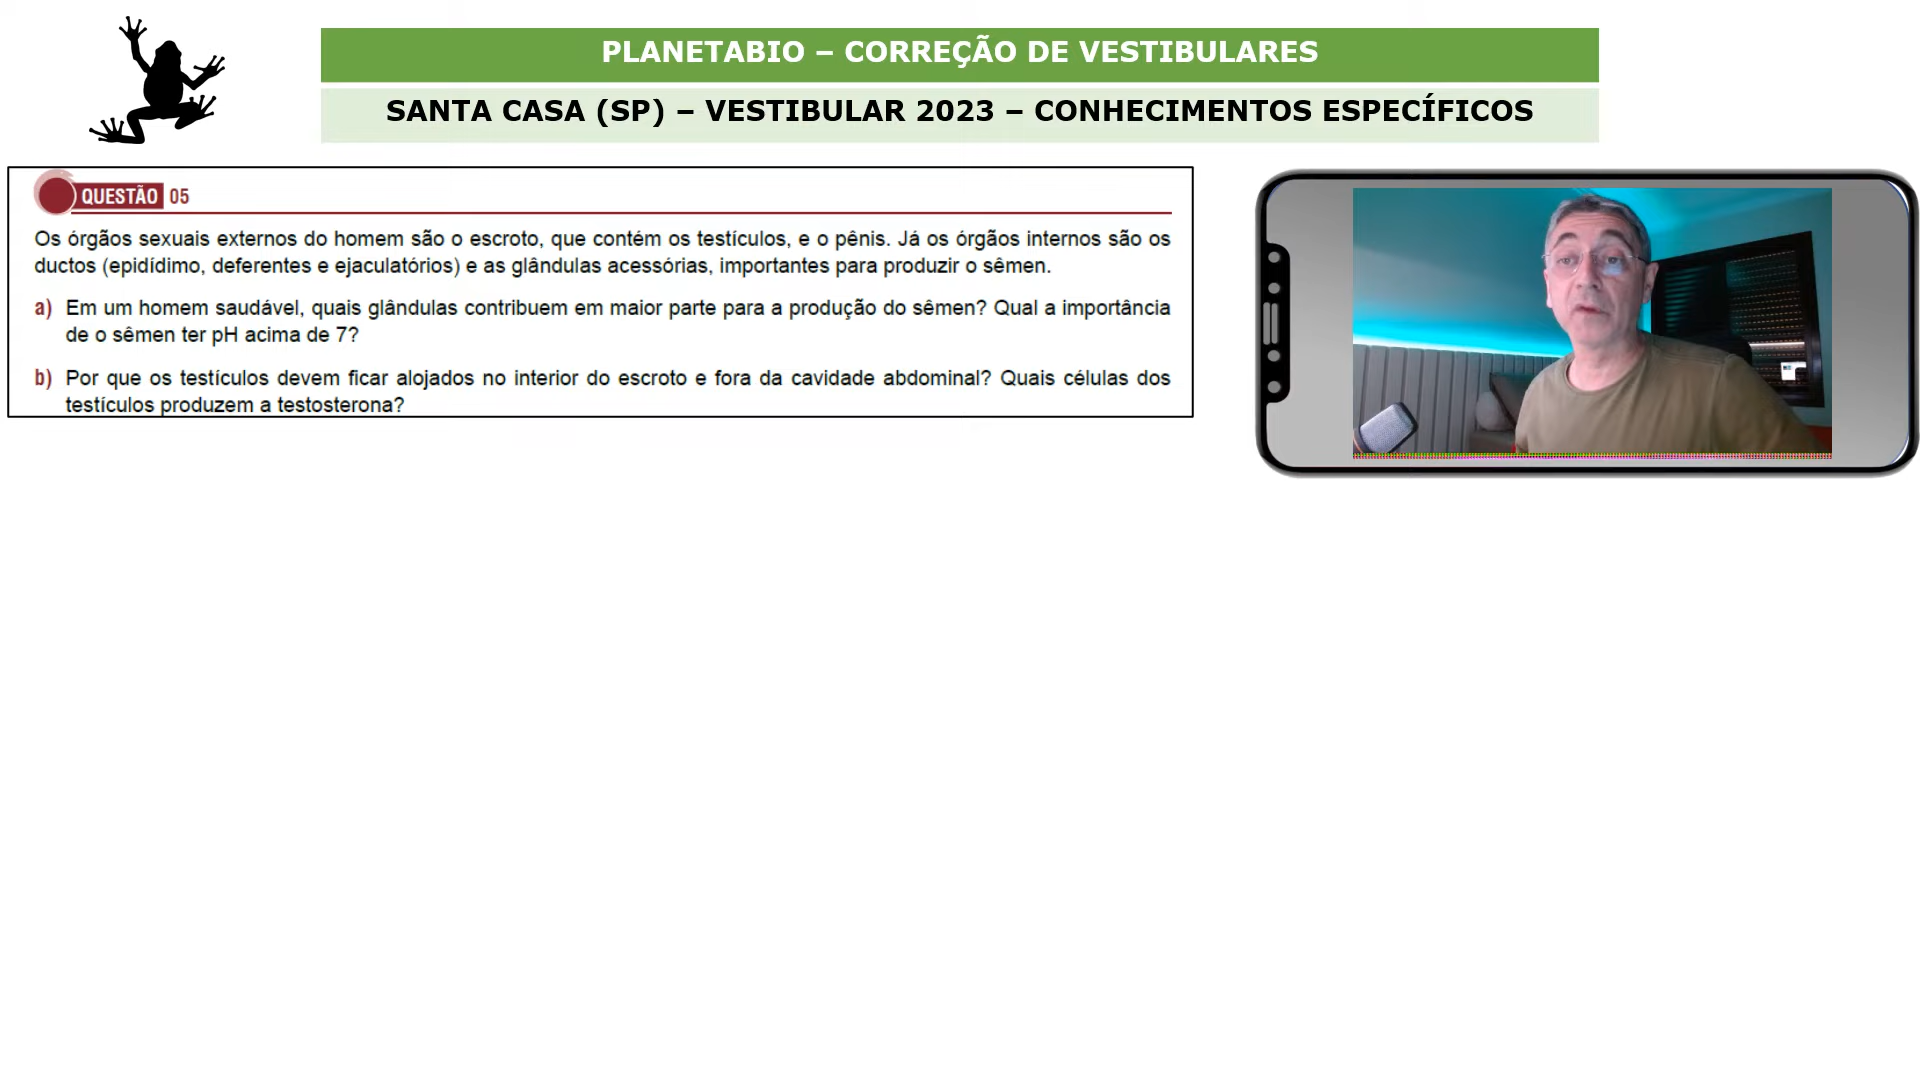 PLANETABIO – CORREÇÃO DE VESTIBULARES
SANTA CASA (SP) – VESTIBULAR 2023 – CONHECIMENTOS ESPECÍFICOS
QUESTÃO 05
Os órgãos sexuais externos do homem são o escroto, que contém os testículos, e o pênis. Já os órgãos internos são os
ductos (epidídimo, deferentes e ejaculatórios) e as glândulas acessórias, importantes para produzir o sêmen.
a) Em um homem saudável, quais glândulas contribuem em maior parte para a produção do sêmen? Qual a importância
de o sêmen ter pH acima de 7?
b) Por que os testículos devem ficar alojados no interior do escroto e fora da cavidade abdominal? Quais células dos
testículos produzem a testosterona?